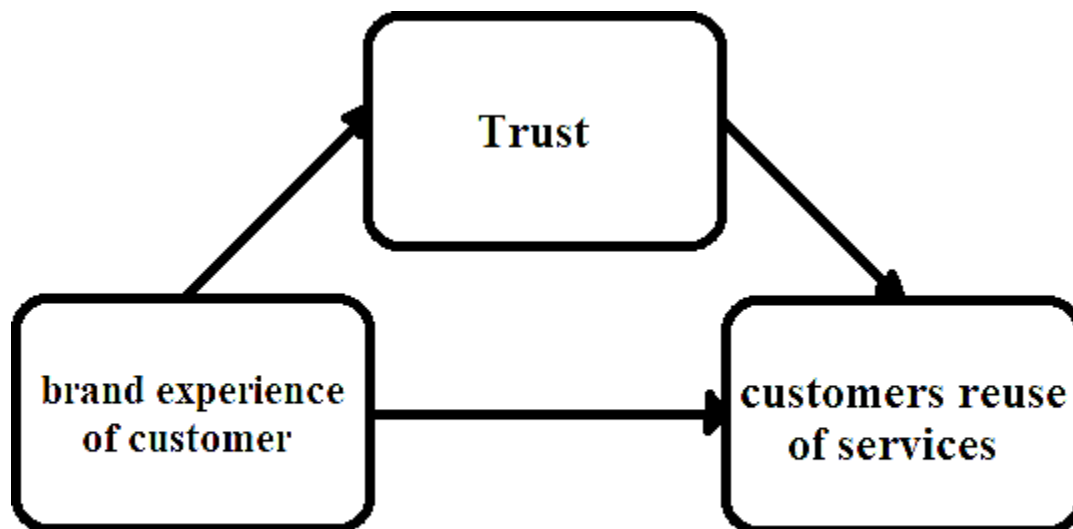 Trust
brand experience
of customer
customers reuse
of services